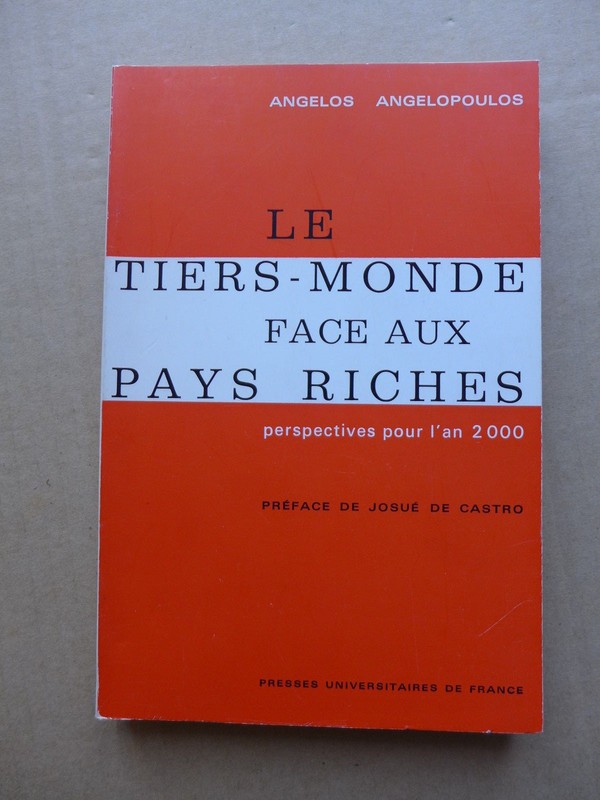 ANGELOS ANGELOPOULOS
LE
TIERS-MONDE
FACE AUX
PAYS RICHES
perspectives pour l'an 2000
PRÉFACE DE JOSUÉ DE CASTRO
PRESSES UNIVERSITAIRES DE FRANCE